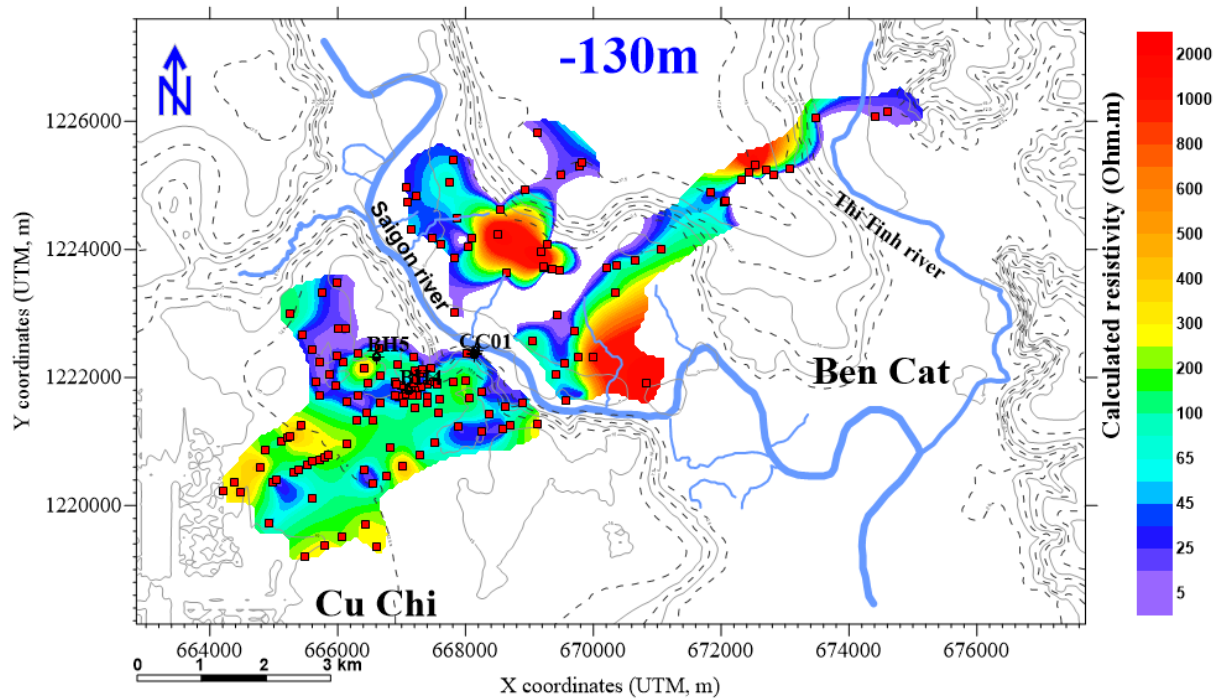 -130m
N
Saigon river
Thi Tinh river
BH5
CC01
BH4
Ben Cat
Cu Chi
Y coordinates (UTM, m)
1226000
1224000
1222000
1220000
664000 666000 668000 670000 672000 674000 676000
0 1 2 3 km
X coordinates (UTM, m)
Calculated resistivity (Ohm.m)
2000
1000
800
600
500
400
300
200
100
65
45
25
5